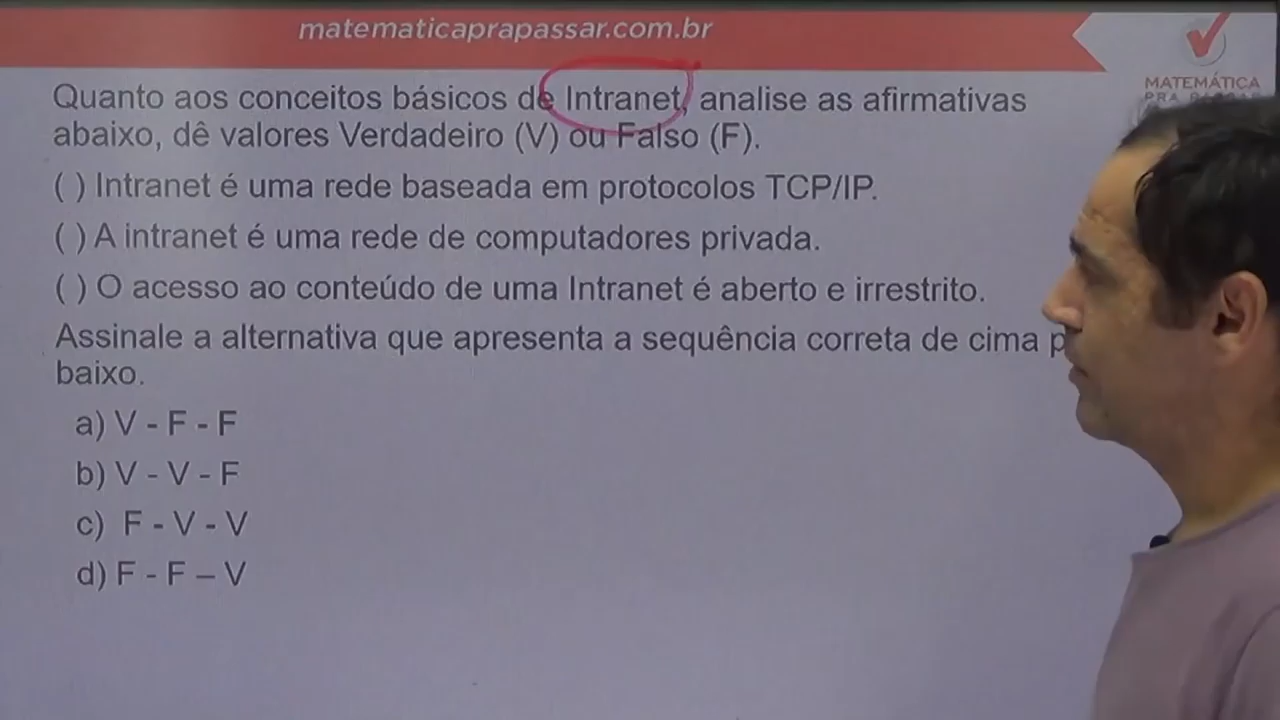 matematicaprapassar.com.br
MATEMÁTICA
PRA PASSAR
Quanto aos conceitos básicos de Intranet, analise as afirmativas
abaixo, dê valores Verdadeiro (V) ou Falso (F).
( ) Intranet é uma rede baseada em protocolos TCP/IP.
( ) A intranet é uma rede de computadores privada.
( ) O acesso ao conteúdo de uma Intranet é aberto e irrestrito.
Assinale a alternativa que apresenta a sequência correta de cima
baixo.
a) V - F - F
b) V - V - F
c) F - V - V
d) F - F – V